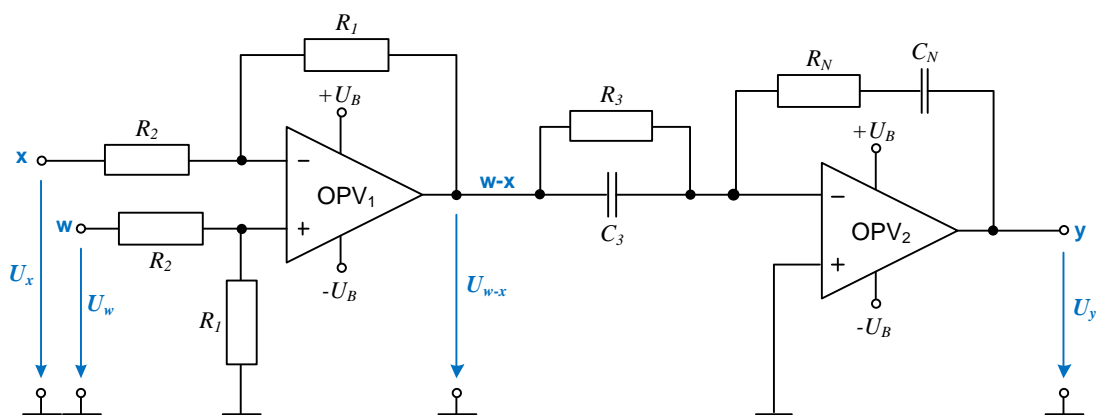 R1
RN
CN
+UB
R3
+UB
R2
x
−
w-x
−
OPV1
w
+
C3
OPV2
y
R2
+
Ux
Uw
-UB
Uw-x
-UB
Uy
R1